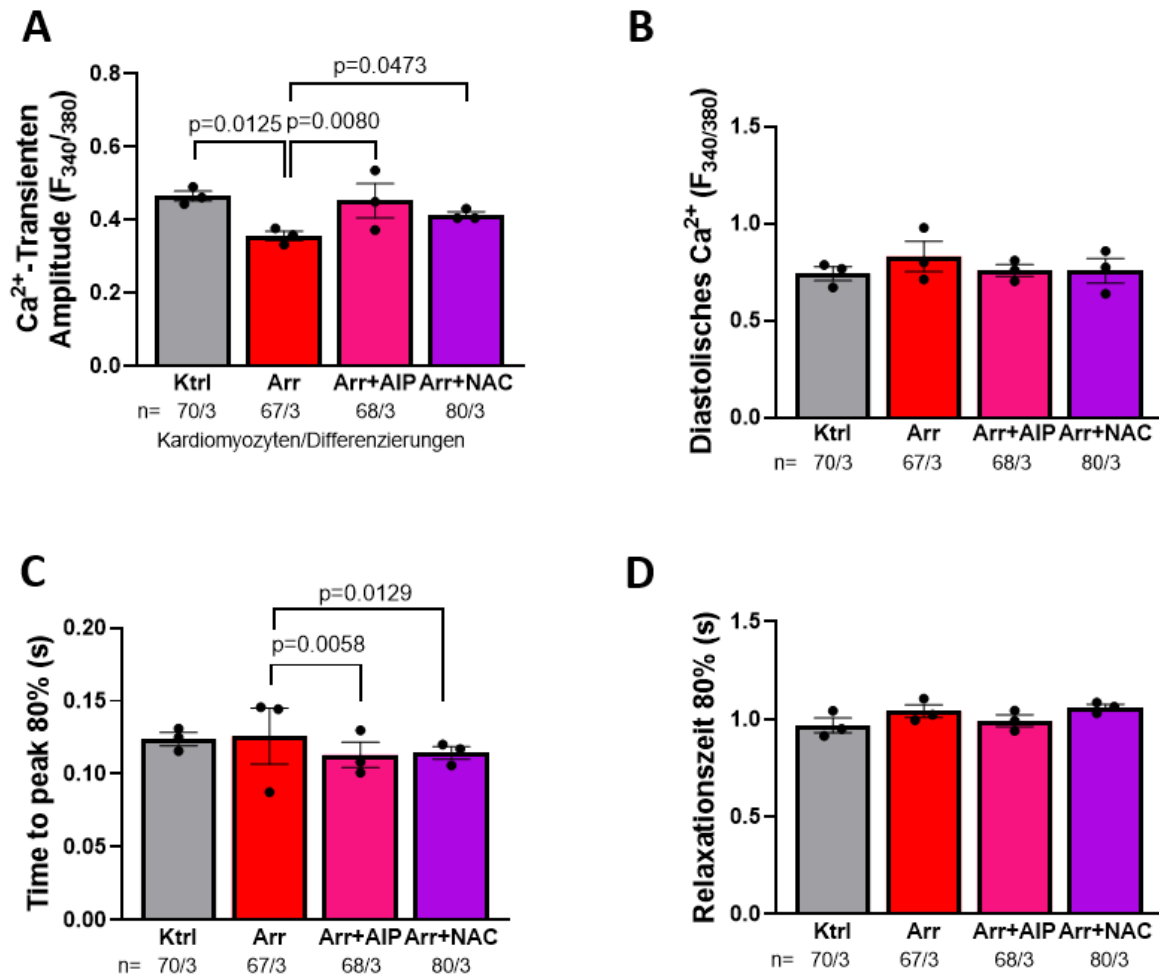 A
Ca²⁺-Transienten
Amplitude (F₃₄₀/₃₈₀)
0.8
0.6
0.4
0.2
0.0
p=0.0473
p=0.0125
p=0.0080
Ktrl Arr Arr+AIP Arr+NAC
n= 70/3 67/3 68/3 80/3
Kardiomyozyten/Differenzierungen
B
Diastolisches Ca²⁺ (F₃₄₀/₃₈₀)
1.5
1.0
0.5
0.0
Ktrl Arr Arr+AIP Arr+NAC
n= 70/3 67/3 68/3 80/3
C
Time to peak 80% (s)
0.20
0.15
0.10
0.05
0.00
p=0.0129
p=0.0058
Ktrl Arr Arr+AIP Arr+NAC
n= 70/3 67/3 68/3 80/3
D
Relaxationszeit 80% (s)
1.5
1.0
0.5
0.0
Ktrl Arr Arr+AIP Arr+NAC
n= 70/3 67/3 68/3 80/3